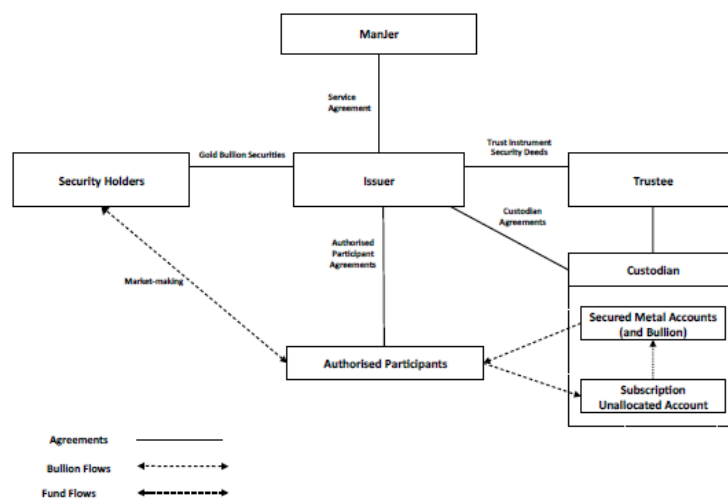 ManJer
Service
Agreement
Gold Bullion Securities
Trust Instrument
Security Deeds
Security Holders
Issuer
Trustee
Custodian
Agreements
Authorised
Participant
Agreements
Custodian
Market-making
Secured Metal Accounts
(and Bullion)
Authorised Participants
Subscription
Unallocated Account
Agreements
Bullion Flows
Fund Flows